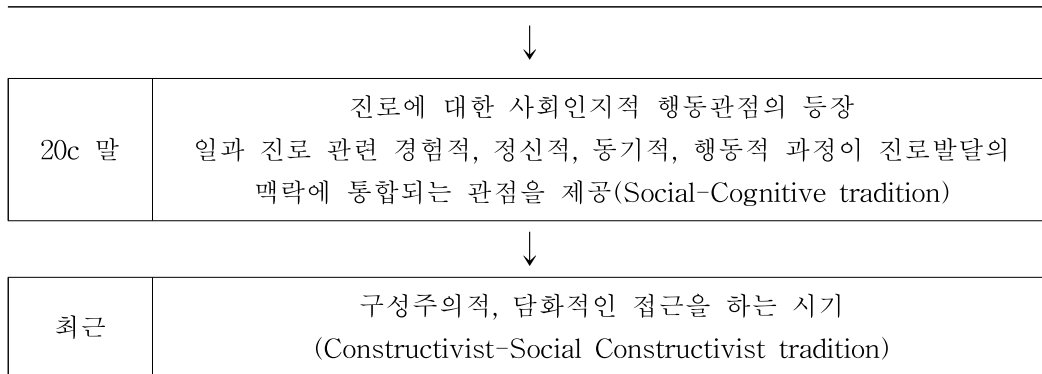 진로에 대한 사회인지적 행동관점의 등장
20c 말
일과 진로 관련 경험적, 정신적, 동기적, 행동적 과정이 진로발달의
맥락에 통합되는 관점을 제공(Social-Cognitive tradition)
구성주의적, 담화적인 접근을 하는 시기
최근
(Constructivist-Social Constructivist tradition)